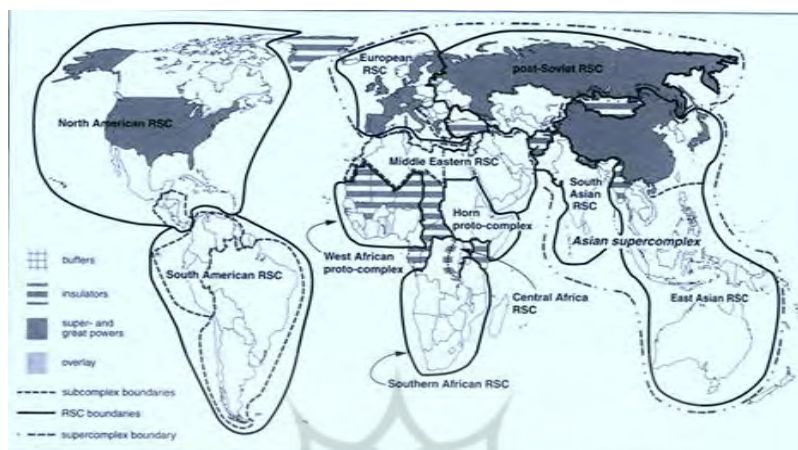 European
RSC
post-Soviet RSC
North American RSC
Middle Eastern RSC
South
Asian
RSC
Horn
proto-complex
Asian supercomplex
West African
proto-complex
South American RSC
Central Africa
RSC
East Asian RSC
Southern African RSC
buffers
insulators
super- and
great powers
overlay
subcomplex boundaries
RSC boundaries
supercomplex boundary